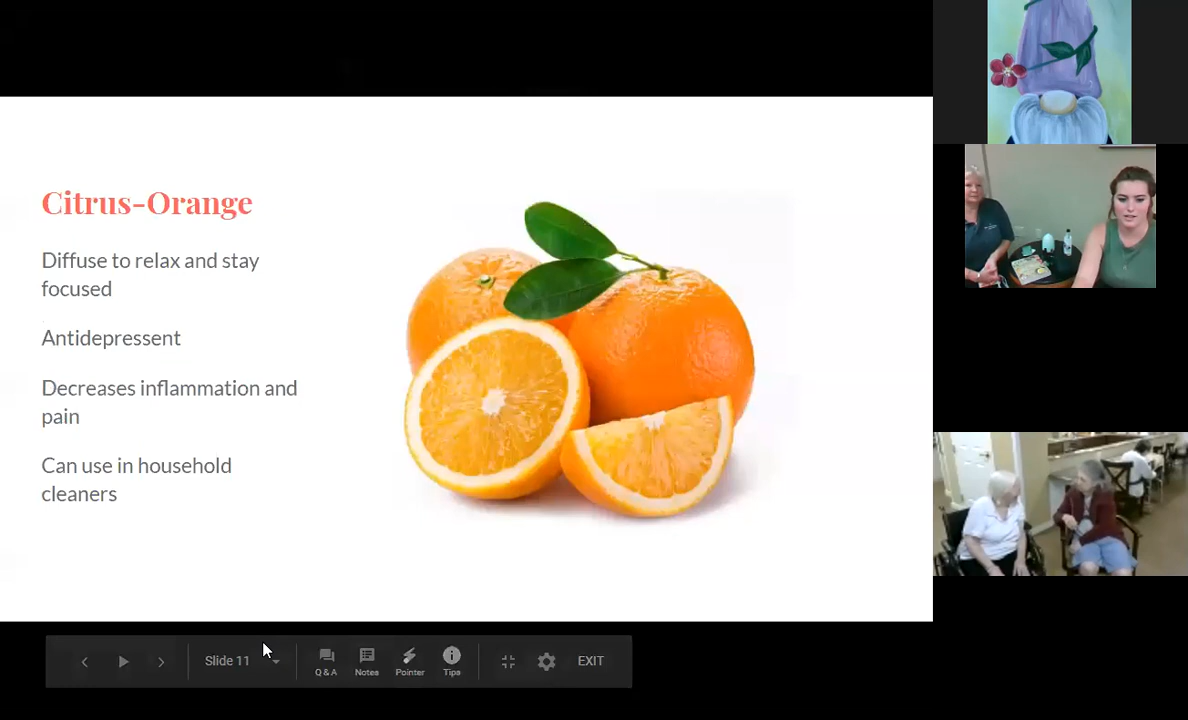 Citrus-Orange
Diffuse to relax and stay
focused
Antidepressent
Decreases inflammation and
pain
Can use in household
cleaners
Slide 11
Q & A
Notes
Pointer
Tips
EXIT